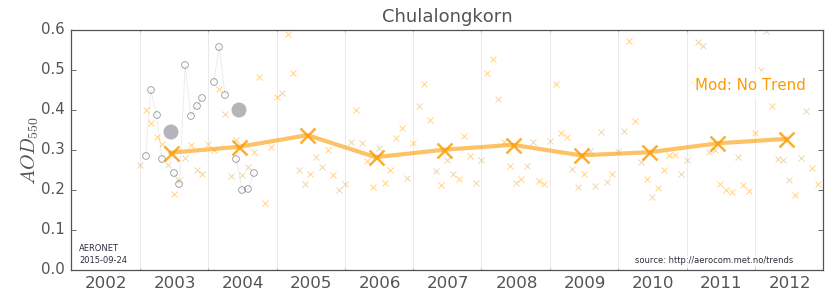 Chulalongkorn
0.6
0.5
0.4
0.3
0.2
0.1
0.0
AOD550
Mod: No Trend
AERONET
2015-09-24
source: http://aerocom.met.no/trends
2002 2003 2004 2005 2006 2007 2008 2009 2010 2011 2012